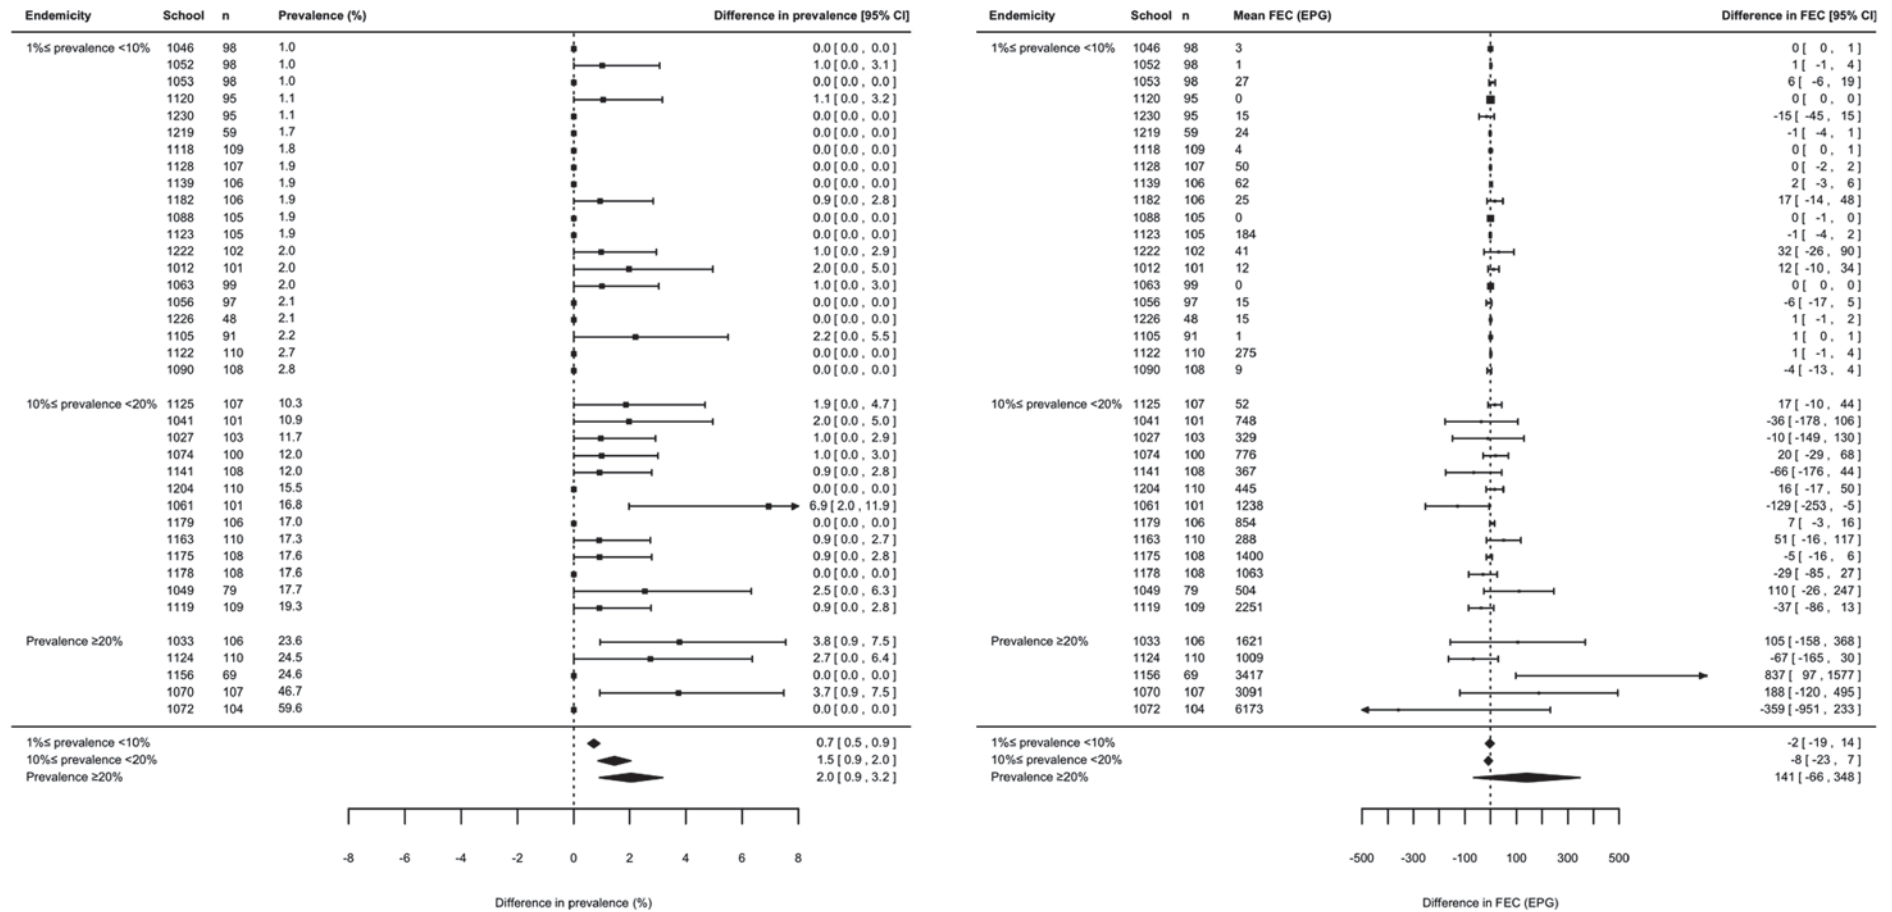 Endemicity School n Prevalence (%) Difference in prevalence [95% CI]
1%≤ prevalence <10% 1046 98 1.0 0.0 [ 0.0 , 0.0 ]
1052 98 1.0 1.0 [ 0.0 , 3.1 ]
1053 98 1.0 0.0 [ 0.0 , 0.0 ]
1120 95 1.1 1.1 [ 0.0 , 3.2 ]
1230 95 1.1 0.0 [ 0.0 , 0.0 ]
1219 59 1.7 0.0 [ 0.0 , 0.0 ]
1118 109 1.8 0.0 [ 0.0 , 0.0 ]
1128 107 1.9 0.0 [ 0.0 , 0.0 ]
1139 106 1.9 0.0 [ 0.0 , 0.0 ]
1182 106 1.9 0.9 [ 0.0 , 2.8 ]
1088 105 1.9 0.0 [ 0.0 , 0.0 ]
1123 105 1.9 0.0 [ 0.0 , 0.0 ]
1222 102 2.0 1.0 [ 0.0 , 2.9 ]
1012 101 2.0 2.0 [ 0.0 , 5.0 ]
1063 99 2.0 1.0 [ 0.0 , 3.0 ]
1056 97 2.1 0.0 [ 0.0 , 0.0 ]
1226 48 2.1 0.0 [ 0.0 , 0.0 ]
1105 91 2.2 2.2 [ 0.0 , 5.5 ]
1122 110 2.7 0.0 [ 0.0 , 0.0 ]
1090 108 2.8 0.0 [ 0.0 , 0.0 ]
10%≤ prevalence <20% 1125 107 10.3 1.9 [ 0.0 , 4.7 ]
1041 101 10.9 2.0 [ 0.0 , 5.0 ]
1027 103 11.7 1.0 [ 0.0 , 2.9 ]
1074 100 12.0 1.0 [ 0.0 , 3.0 ]
1141 108 12.0 0.9 [ 0.0 , 2.8 ]
1204 110 15.5 0.0 [ 0.0 , 0.0 ]
1061 101 16.8 6.9 [ 2.0 , 11.9 ]
1179 106 17.0 0.0 [ 0.0 , 0.0 ]
1163 110 17.3 0.9 [ 0.0 , 2.7 ]
1175 108 17.6 0.9 [ 0.0 , 2.8 ]
1178 108 17.6 0.0 [ 0.0 , 0.0 ]
1049 79 17.7 2.5 [ 0.0 , 6.3 ]
1119 109 19.3 0.9 [ 0.0 , 2.8 ]
Prevalence ≥20% 1033 106 23.6 3.8 [ 0.9 , 7.5 ]
1124 110 24.5 2.7 [ 0.0 , 6.4 ]
1156 69 24.6 0.0 [ 0.0 , 0.0 ]
1070 107 46.7 3.7 [ 0.9 , 7.5 ]
1072 104 59.6 0.0 [ 0.0 , 0.0 ]
1%≤ prevalence <10% 0.7 [ 0.5 , 0.9 ]
10%≤ prevalence <20% 1.5 [ 0.9 , 2.0 ]
Prevalence ≥20% 2.0 [ 0.9 , 3.2 ]
-8 -6 -4 -2 0 2 4 6 8
Difference in prevalence (%)
Endemicity School n Mean FEC (EPG) Difference in FEC [95% CI]
1%≤ prevalence <10% 1046 98 3 0 [ 0 , 1 ]
1052 98 1 1 [ -1 , 4 ]
1053 98 27 6 [ -6 , 19 ]
1120 95 0 0 [ 0 , 0 ]
1230 95 15 -15 [ -45 , 15 ]
1219 59 24 -1 [ -4 , 1 ]
1118 109 4 0 [ 0 , 1 ]
1128 107 50 0 [ -2 , 2 ]
1139 106 62 2 [ -3 , 6 ]
1182 106 25 17 [ -14 , 48 ]
1088 105 0 0 [ -1 , 0 ]
1123 105 184 -1 [ -4 , 2 ]
1222 102 41 32 [ -26 , 90 ]
1012 101 12 12 [ -10 , 34 ]
1063 99 0 0 [ 0 , 0 ]
1056 97 15 -6 [ -17 , 5 ]
1226 48 15 1 [ -1 , 2 ]
1105 91 1 1 [ 0 , 1 ]
1122 110 275 1 [ -1 , 4 ]
1090 108 9 -4 [ -13 , 4 ]
10%≤ prevalence <20% 1125 107 52 17 [ -10 , 44 ]
1041 101 748 -36 [ -178 , 106 ]
1027 103 329 -10 [ -149 , 130 ]
1074 100 776 20 [ -29 , 68 ]
1141 108 367 -66 [ -176 , 44 ]
1204 110 445 16 [ -17 , 50 ]
1061 101 1238 -129 [ -253 , -5 ]
1179 106 854 7 [ -3 , 16 ]
1163 110 288 51 [ -16 , 117 ]
1175 108 1400 -5 [ -16 , 6 ]
1178 108 1063 -29 [ -85 , 27 ]
1049 79 504 110 [ -26 , 247 ]
1119 109 2251 -37 [ -86 , 13 ]
Prevalence ≥20% 1033 106 1621 105 [ -158 , 368 ]
1124 110 1009 -67 [ -165 , 30 ]
1156 69 3417 837 [ 97 , 1577 ]
1070 107 3091 188 [ -120 , 495 ]
1072 104 6173 -359 [ -951 , 233 ]
1%≤ prevalence <10% -2 [ -19 , 14 ]
10%≤ prevalence <20% -8 [ -23 , 7 ]
Prevalence ≥20% 141 [ -66 , 348 ]
-500 -300 -100 100 300 500
Difference in FEC (EPG)